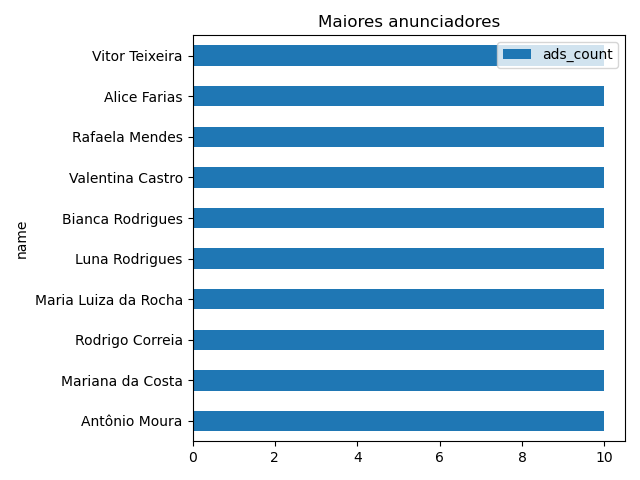 Maiores anunciadores
ads_count
name
Vitor Teixeira
Alice Farias
Rafaela Mendes
Valentina Castro
Bianca Rodrigues
Luna Rodrigues
Maria Luiza da Rocha
Rodrigo Correia
Mariana da Costa
Antônio Moura
0 2 4 6 8 10